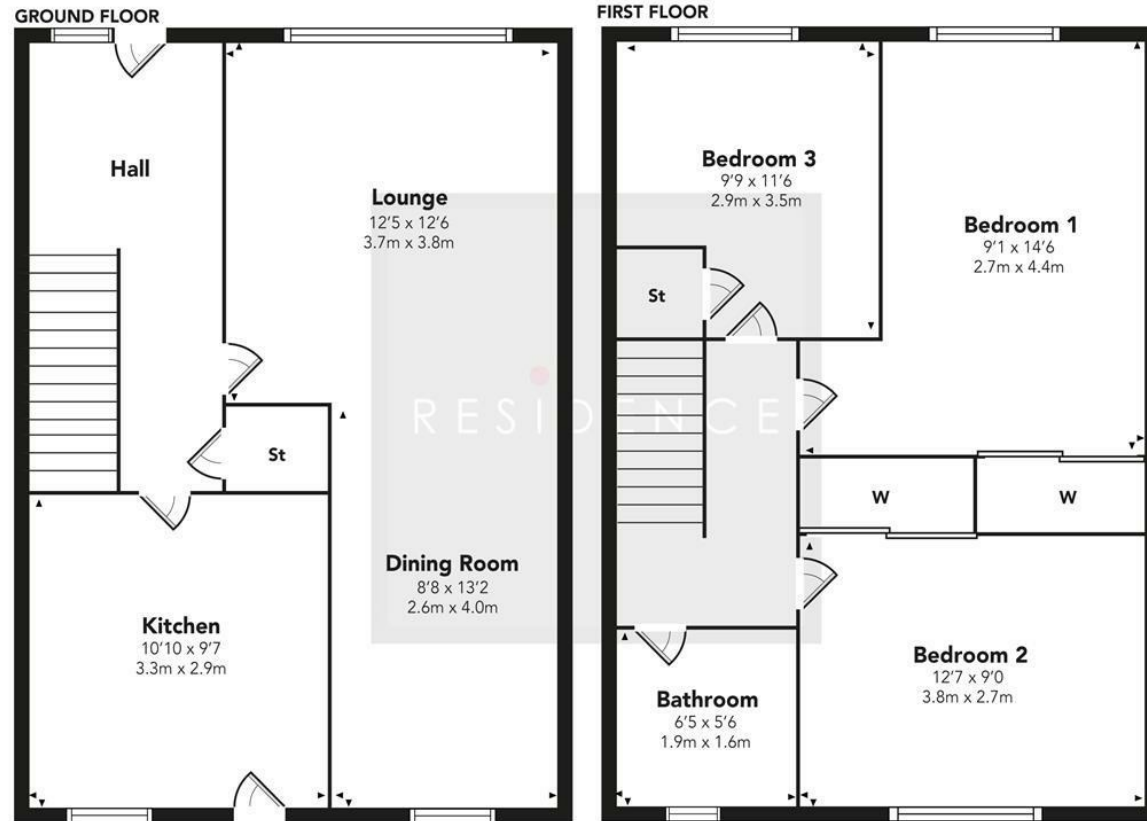 GROUND FLOOR
Hall
Lounge
12'5 x 12'6
3.7m x 3.8m
St
Dining Room
8'8 x 13'2
2.6m x 4.0m
Kitchen
10'10 x 9'7
3.3m x 2.9m
FIRST FLOOR
Bedroom 3
9'9 x 11'6
2.9m x 3.5m
Bedroom 1
9'1 x 14'6
2.7m x 4.4m
St
W
W
Bedroom 2
12'7 x 9'0
3.8m x 2.7m
Bathroom
6'5 x 5'6
1.9m x 1.6m
RESIDENCE